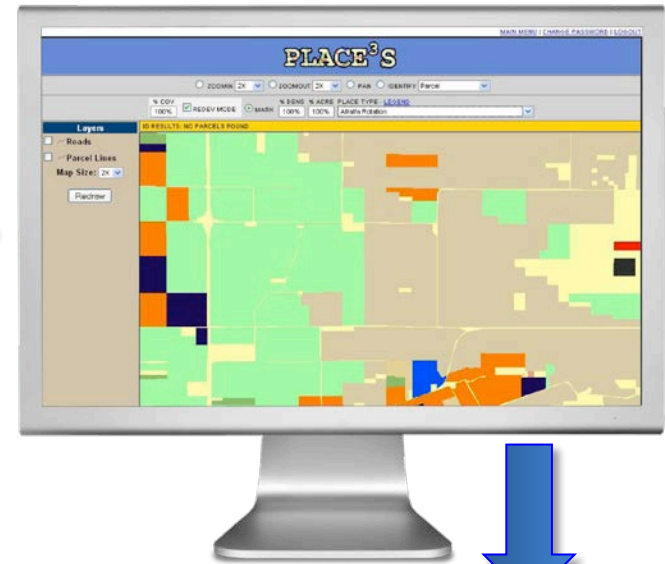 MAIN MENU | CHANGE PASSWORD | LOGOUT
PLACE³S
ZOOMIN 2X ZOOMOUT 2X PAN IDENTIFY Parcel
% COV % DENS % ACRE PLACE TYPE - LEGEND
100% REDEV MODE MASK 100% 100% Alfalfa Rotation
Layers ID RESULTS: NO PARCELS FOUND
Roads
Parcel Lines
Map Size: 2X
Redraw